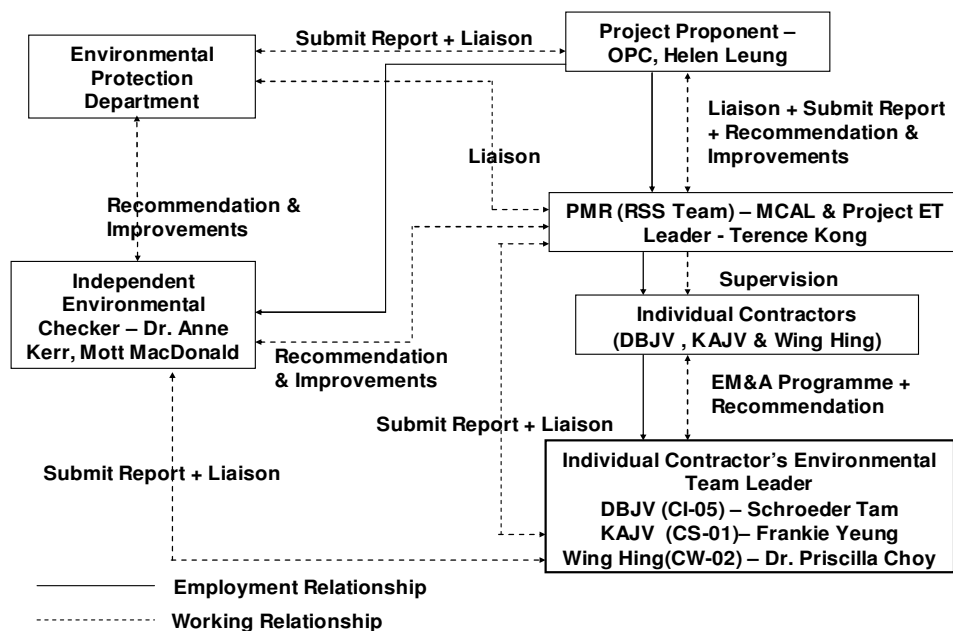 Submit Report + Liaison
Project Proponent –
OPC, Helen Leung
Environmental
Protection
Department
Liaison + Submit Report
+ Recommendation &
Improvements
Liaison
Recommendation &
Improvements
PMR (RSS Team) – MCAL & Project ET
Leader - Terence Kong
Supervision
Independent
Environmental
Checker – Dr. Anne
Kerr, Mott MacDonald
Individual Contractors
(DBJV , KAJV & Wing Hing)
Recommendation
& Improvements
EM&A Programme +
Recommendation
Submit Report + Liaison
Submit Report + Liaison
Individual Contractor’s Environmental
Team Leader
DBJV (CI-05) – Schroeder Tam
KAJV (CS-01)– Frankie Yeung
Wing Hing(CW-02) – Dr. Priscilla Choy
Employment Relationship
Working Relationship